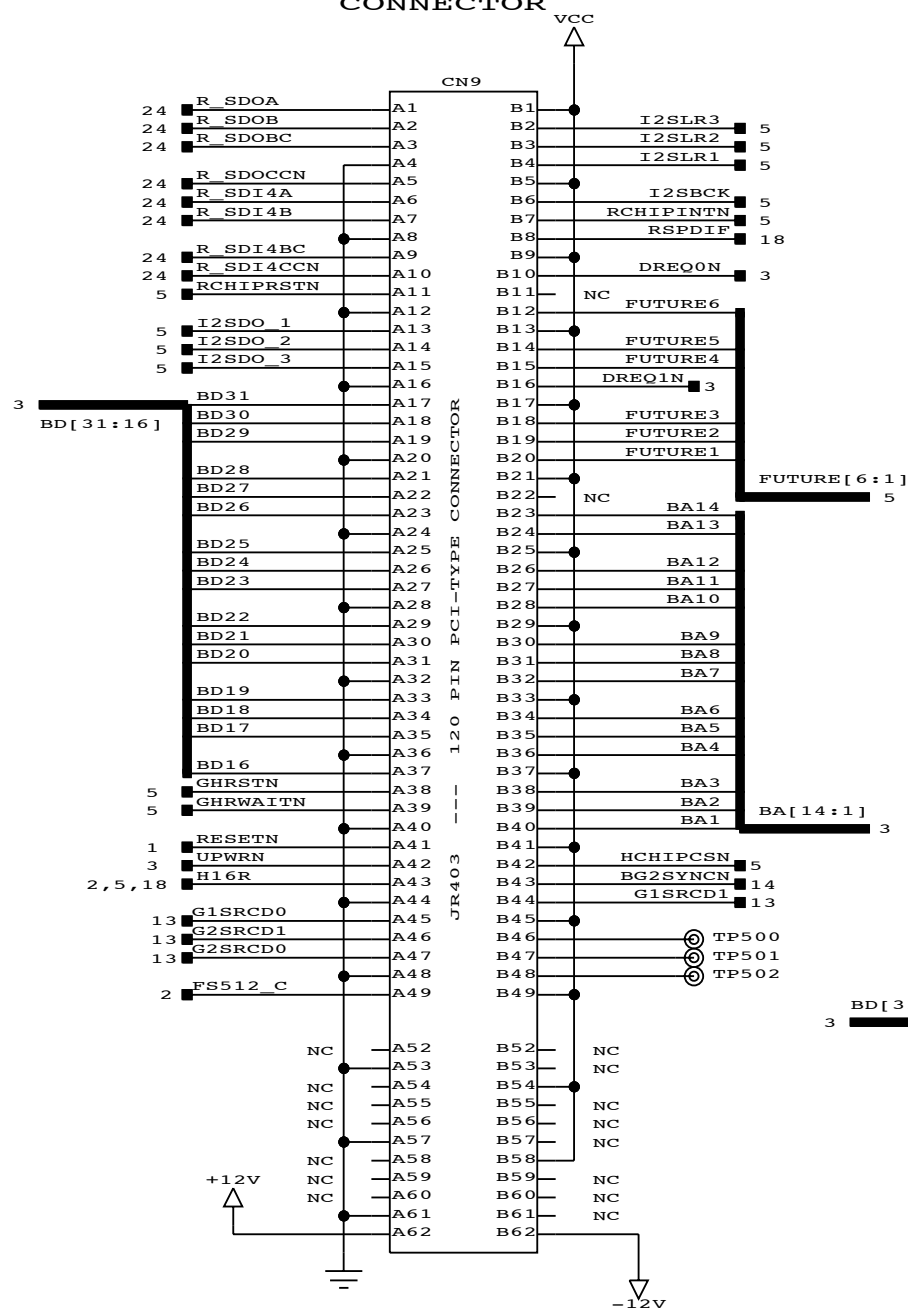 CONNECTOR
VCC
CN9
24 R_SDOA A1 B1
24 R_SDOB A2 B2 I2SLR3 5
24 R_SDOBC A3 B3 I2SLR2 5
A4 B4 I2SLR1 5
24 R_SDOCCN A5 B5
24 R_SDI4A A6 B6 I2SBCK 5
24 R_SDI4B A7 B7 RCHIPINTN 5
A8 B8 RSPDIF 18
24 R_SDI4BC A9 B9
24 R_SDI4CCN A10 B10 DREQ0N 3
5 RCHIPRSTN A11 B11 NC
A12 B12 FUTURE6
5 I2SDO_1 A13 B13
5 I2SDO_2 A14 B14 FUTURE5
5 I2SDO_3 A15 B15 FUTURE4
A16 B16 DREQ1N 3
3 BD[31:16]
BD31 A17 B17
BD30 A18 B18 FUTURE3
BD29 A19 B19 FUTURE2
A20 B20 FUTURE1
BD28 A21 B21
FUTURE[6:1] 5
BD27 A22 B22 NC
BD26 A23 B23 BA14
A24 B24 BA13
BD25 A25 B25
BD24 A26 B26 BA12
BD23 A27 B27 BA11
A28 B28 BA10
BD22 A29 B29
BD21 A30 B30 BA9
BD20 A31 B31 BA8
A32 B32 BA7
BD19 A33 B33
BD18 A34 B34 BA6
BD17 A35 B35 BA5
A36 B36 BA4
BD16 A37 B37
5 GHRSTN A38 B38 BA3
5 GHRWAITN A39 B39 BA2
BA[14:1] 3
A40 B40 BA1
1 RESETN A41 B41
3 UPWRN A42 B42 HCHIPCSN 5
2,5,18 H16R A43 B43 BG2SYNCN 14
A44 B44 G1SRCD1 13
13 G1SRCD0 A45 B45
13 G2SRCD1 A46 B46 TP500
13 G2SRCD0 A47 B47 TP501
A48 B48 TP502
2 FS512_C A49 B49
JR403 --- 120 PIN PCI-TYPE CONNECTOR
BD[3
3
NC A52 B52 NC
A53 B53 NC
NC A54 B54
NC A55 B55 NC
NC A56 B56 NC
A57 B57 NC
NC A58 B58
NC A59 B59 NC
NC A60 B60 NC
A61 B61 NC
+12V A62 B62
-12V